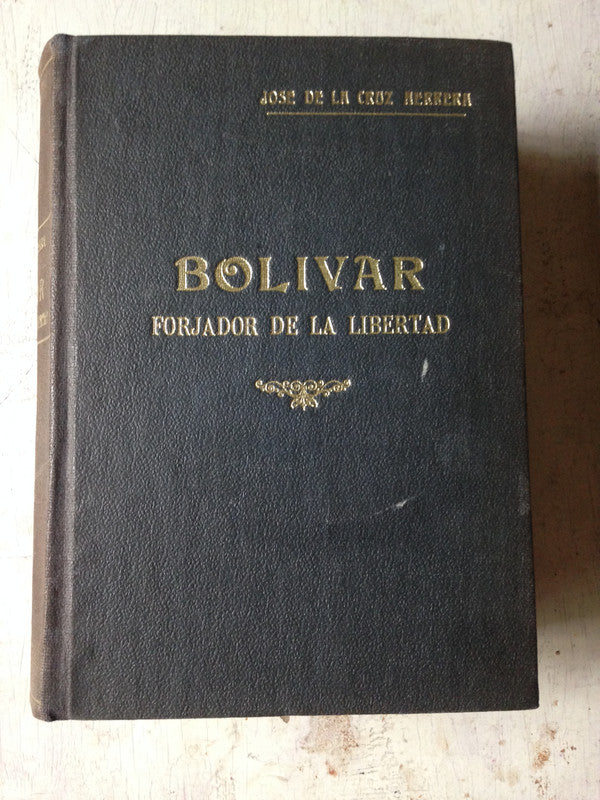 JOSE DE LA CRUZ HERRERA
BOLIVAR
FORJADOR DE LA LIBERTAD